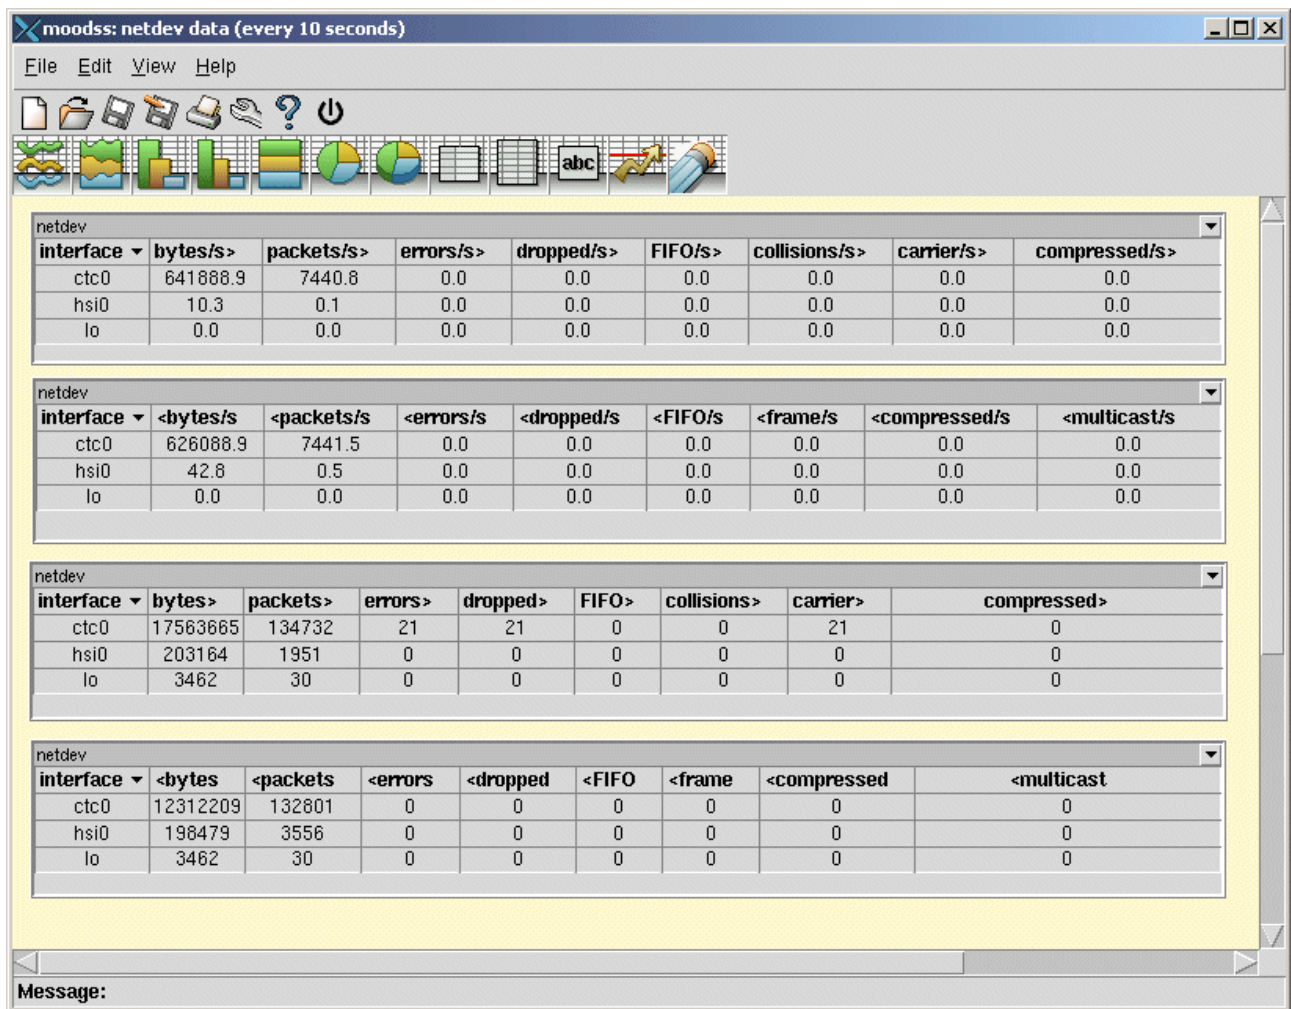 moodss: netdev data (every 10 seconds)
File Edit View Help
abc
netdev
interface bytes/s> packets/s> errors/s> dropped/s> FIFO/s> collisions/s> carrier/s> compressed/s>
ctc0 641888.9 7440.8 0.0 0.0 0.0 0.0 0.0 0.0
hsi0 10.3 0.1 0.0 0.0 0.0 0.0 0.0 0.0
lo 0.0 0.0 0.0 0.0 0.0 0.0 0.0 0.0
netdev
interface <bytes/s <packets/s <errors/s <dropped/s <FIFO/s <frame/s <compressed/s <multicast/s
ctc0 626088.9 7441.5 0.0 0.0 0.0 0.0 0.0 0.0
hsi0 42.8 0.5 0.0 0.0 0.0 0.0 0.0 0.0
lo 0.0 0.0 0.0 0.0 0.0 0.0 0.0 0.0
netdev
interface bytes> packets> errors> dropped> FIFO> collisions> carrier> compressed>
ctc0 17563665 134732 21 21 0 0 21 0
hsi0 203164 1951 0 0 0 0 0 0
lo 3462 30 0 0 0 0 0 0
netdev
interface <bytes <packets <errors <dropped <FIFO <frame <compressed <multicast
ctc0 12312209 132801 0 0 0 0 0 0
hsi0 198479 3556 0 0 0 0 0 0
lo 3462 30 0 0 0 0 0 0
Message: